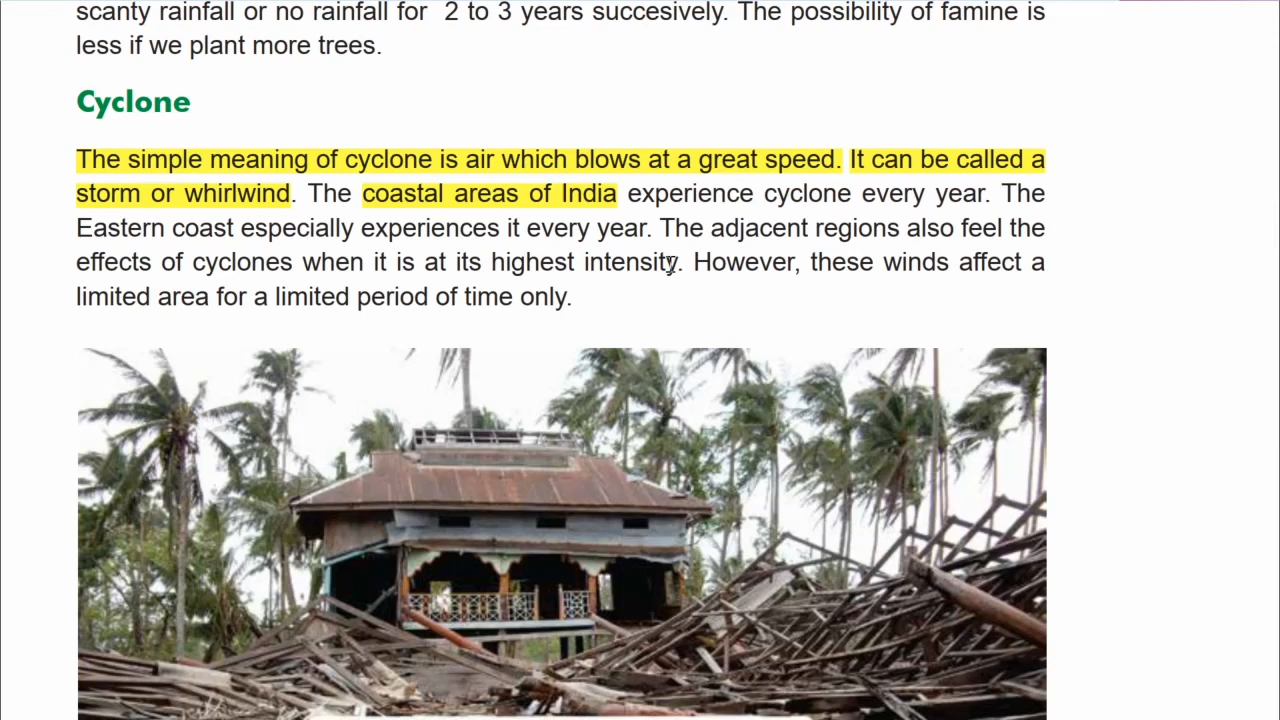 scanty rainfall or no rainfall for 2 to 3 years succesively. The possibility of famine is
less if we plant more trees.
Cyclone
The simple meaning of cyclone is air which blows at a great speed. It can be called a
storm or whirlwind. The coastal areas of India experience cyclone every year. The
Eastern coast especially experiences it every year. The adjacent regions also feel the
effects of cyclones when it is at its highest intensity. However, these winds affect a
limited area for a limited period of time only.